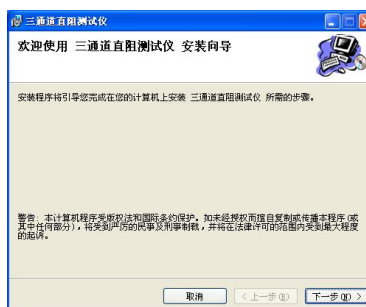 三通道直阻测试仪
欢迎使用 三通道直阻测试仪 安装向导
安装程序将引导您完成在您的计算机上安装 三通道直阻测试仪 所需的步骤。
警告: 本计算机程序受版权法和国际条约保护。如未经授权而擅自复制或传播本程序(或
其中任何部分),将受到严厉的民事及刑事制裁,并将在法律许可的范围内受到最大程度
的起诉。
取消
< 上一步(B)
下一步(N) >